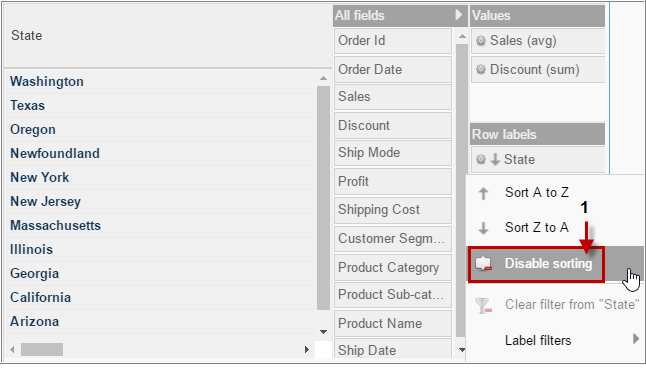 State
Washington
Texas
Oregon
Newfoundland
New York
New Jersey
Massachusetts
Illinois
Georgia
California
Arizona
All fields
Order Id
Order Date
Sales
Discount
Ship Mode
Profit
Shipping Cost
Customer Segm...
Product Category
Product Sub-cat...
Product Name
Ship Date
Values
Sales (avg)
Discount (sum)
Row labels
State
Sort A to Z
1
Sort Z to A
Disable sorting
Clear filter from "State"
Label filters